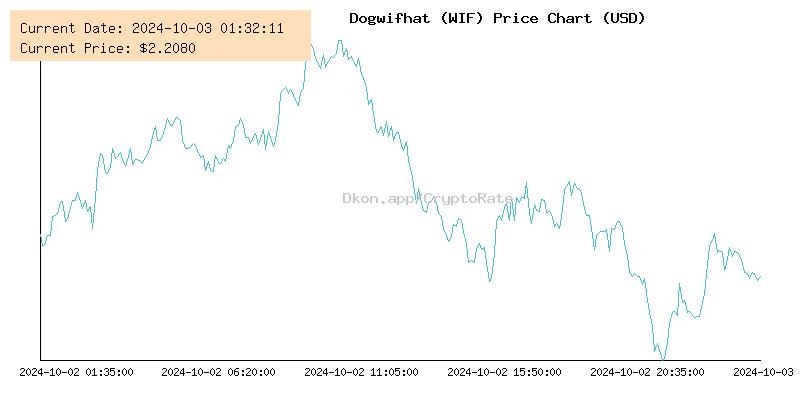 Dogwifhat (WIF) Price Chart (USD)
Current Date: 2024-10-03 01:32:11
Current Price: $2.2080
Dkon.app/CryptoRate
2024-10-02 01:35:00 2024-10-02 06:20:00 2024-10-02 11:05:00 2024-10-02 15:50:00 2024-10-02 20:35:00 2024-10-03